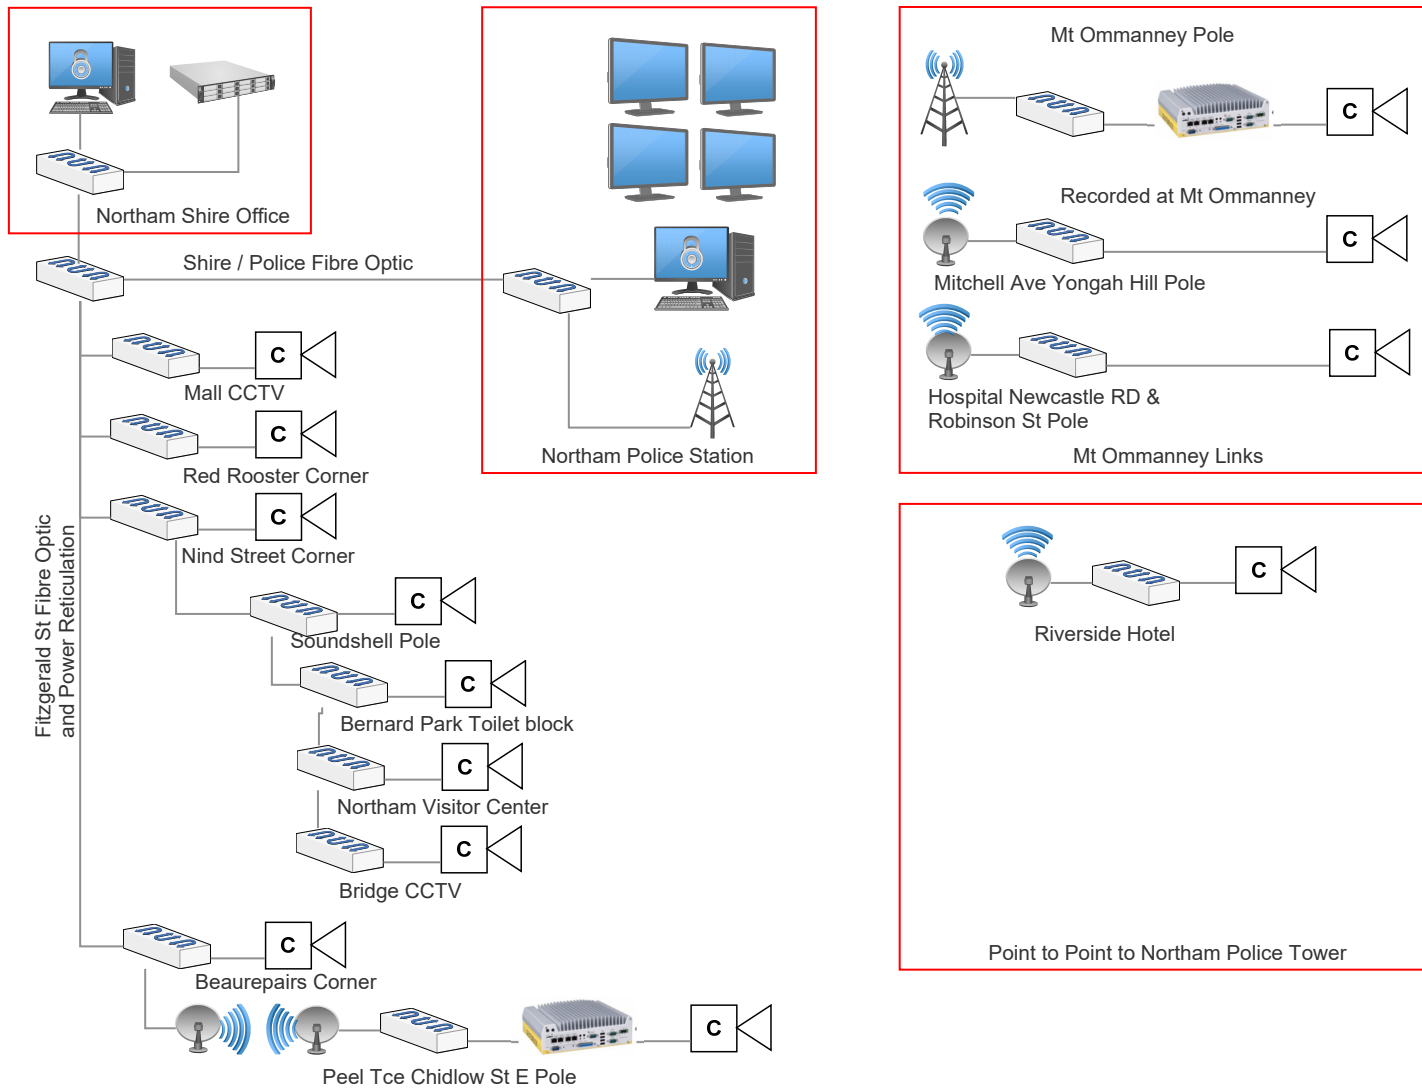 Northam Shire Office
Shire / Police Fibre Optic
Northam Police Station
Mt Ommanney Pole
C
Recorded at Mt Ommanney
C
Mitchell Ave Yongah Hill Pole
C
Hospital Newcastle RD &
Robinson St Pole
Mt Ommanney Links
C
Mall CCTV
C
Red Rooster Corner
C
Nind Street Corner
C
Soundshell Pole
C
Bernard Park Toilet block
C
Northam Visitor Center
C
Bridge CCTV
Fitzgerald St Fibre Optic
and Power Reticulation
C
Beaurepairs Corner
C
Peel Tce Chidlow St E Pole
C
Riverside Hotel
Point to Point to Northam Police Tower